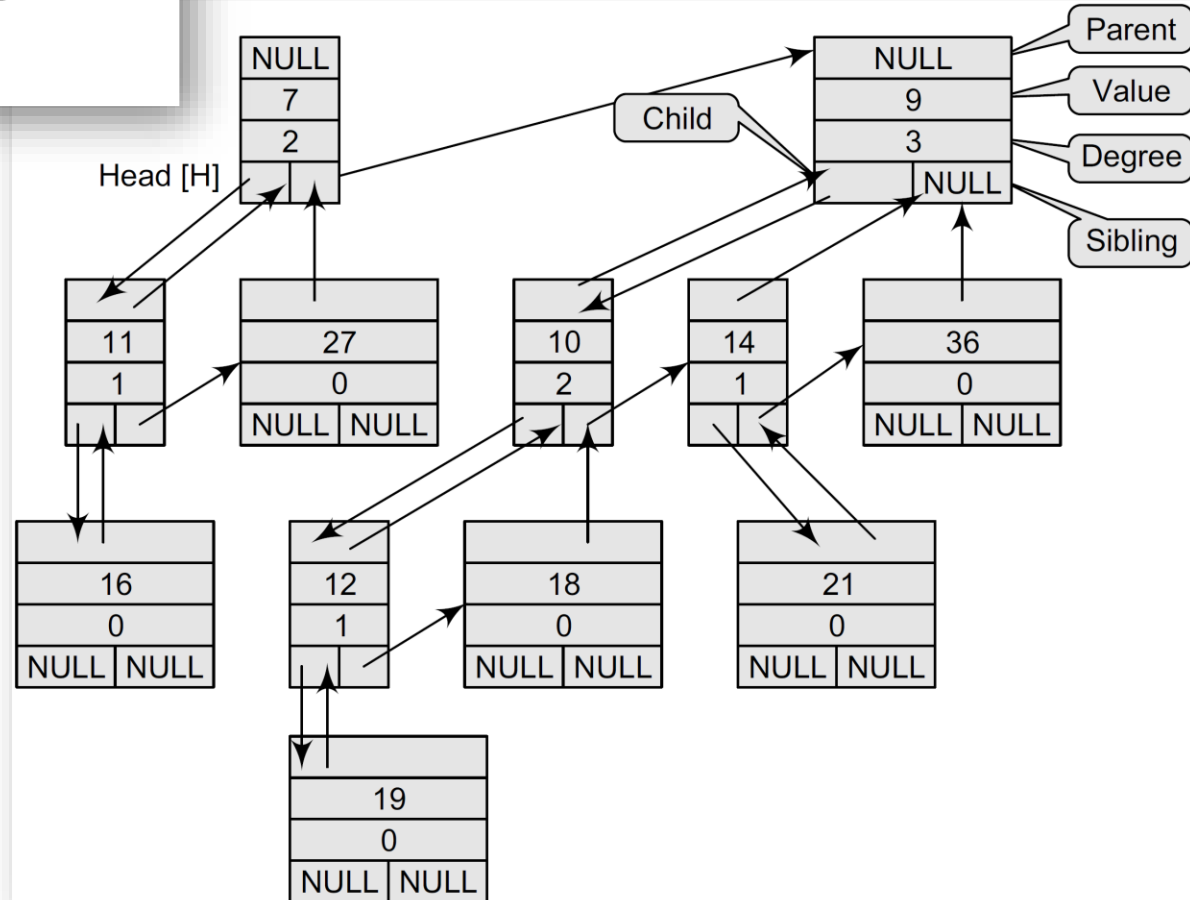 Parent
NULL NULL
7 9 Value
Child
2 3 Degree
Head [H] NULL
Sibling
11 27 10 14 36
1 0 2 1 0
NULL NULL NULL NULL
16 12 18 21
0 1 0 0
NULL NULL NULL NULL NULL NULL
19
0
NULL NULL